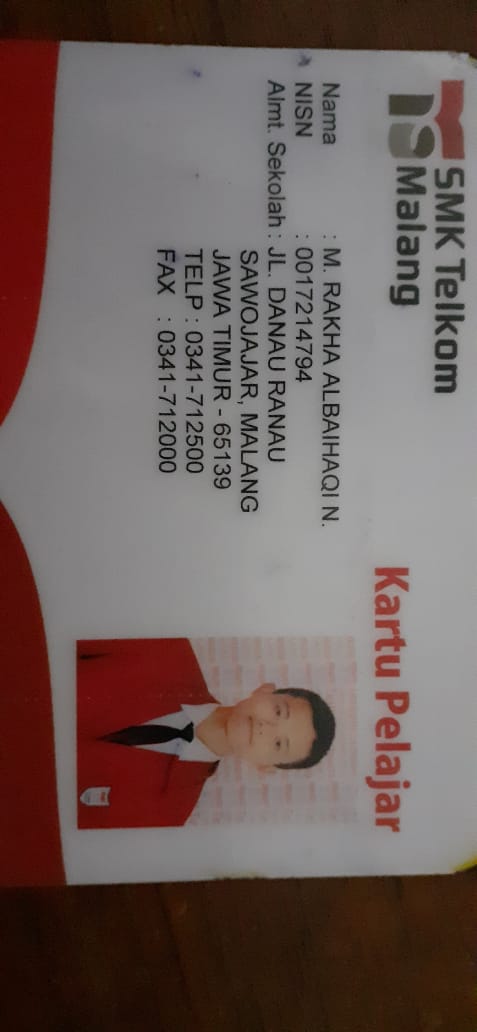 SMK Telkom
Malang
Kartu Pelajar
Nama : M. RAKHA ALBAIHAQI N.
NISN : 0017214794
Almt. Sekolah : JL. DANAU RANAU
SAWOJAJAR, MALANG
JAWA TIMUR - 65139
TELP : 0341-712500
FAX : 0341-712000